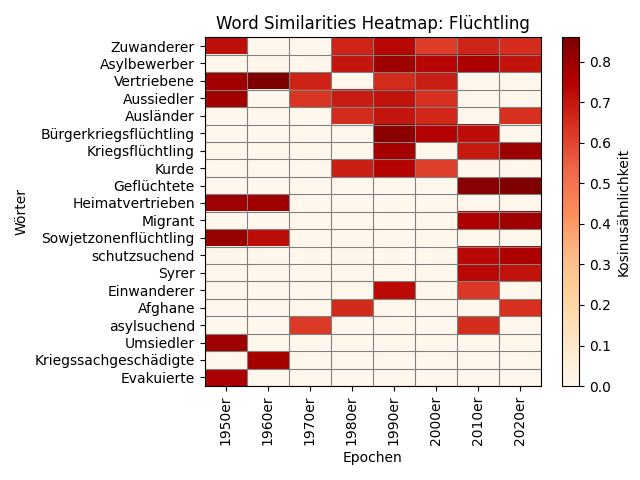 Word Similarities Heatmap: Flüchtling
Zuwanderer
Asylbewerber
Vertriebene
Aussiedler
Ausländer
Bürgerkriegsflüchtling
Kriegsflüchtling
Kurde
Geflüchtete
Heimatvertrieben
Migrant
Sowjetzonenflüchtling
schutzsuchend
Syrer
Einwanderer
Afghane
asylsuchend
Umsiedler
Kriegssachgeschädigte
Evakuierte
Wörter
1950er
1960er
1970er
1980er
1990er
2000er
2010er
2020er
Epochen
0.8
0.7
0.6
0.5
0.4
0.3
0.2
0.1
0.0
Kosinusähnlichkeit